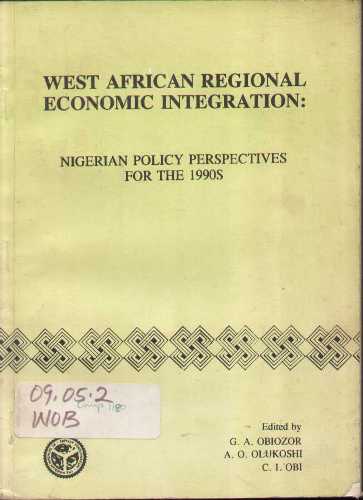 WEST AFRICAN REGIONAL
ECONOMIC INTEGRATION:
NIGERIAN POLICY PERSPECTIVES
FOR THE 1990S
09.05.2
WOB
Edited by
G. A. OBIOZOR
A. O. OLUKOSHI
C. I. OBI